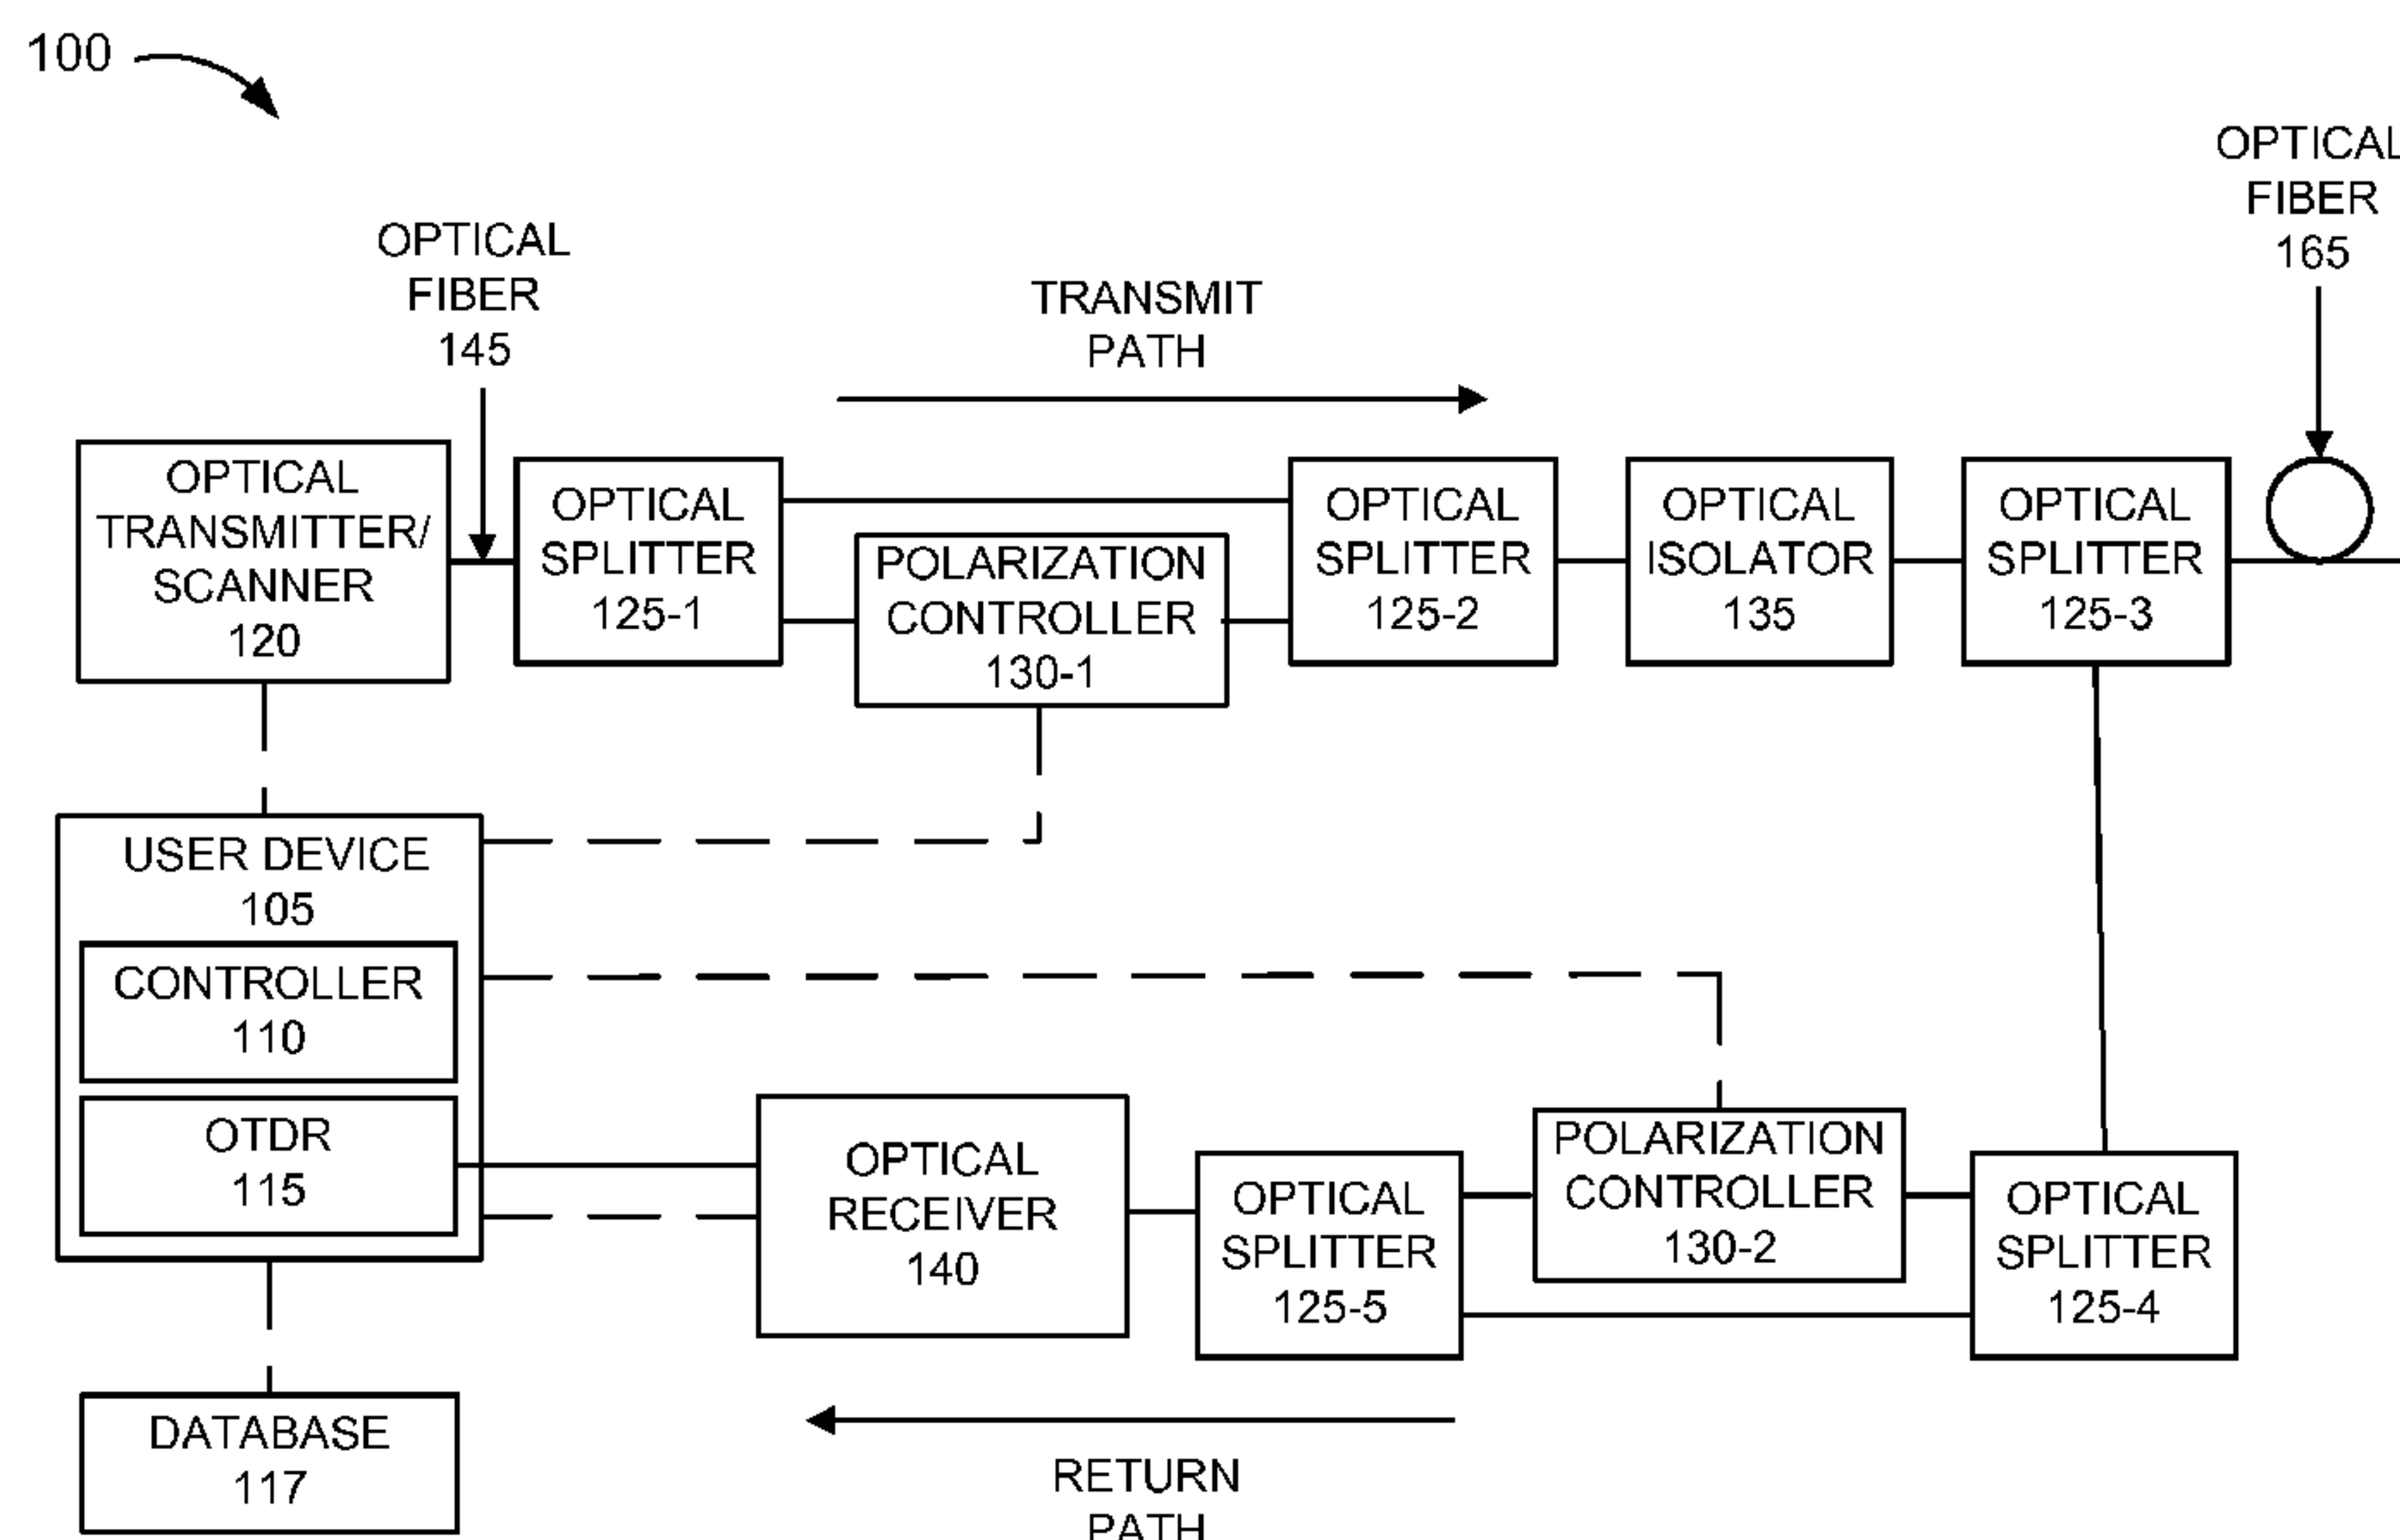 100
OPTICAL
FIBER
165
OPTICAL
FIBER
145
TRANSMIT
PATH
OPTICAL
TRANSMITTER/
SCANNER
120
OPTICAL
SPLITTER
125-1
POLARIZATION
CONTROLLER
130-1
OPTICAL
SPLITTER
125-2
OPTICAL
ISOLATOR
135
OPTICAL
SPLITTER
125-3
USER DEVICE
105
CONTROLLER
110
OTDR
115
OPTICAL
RECEIVER
140
OPTICAL
SPLITTER
125-5
POLARIZATION
CONTROLLER
130-2
OPTICAL
SPLITTER
125-4
DATABASE
117
RETURN
PATH